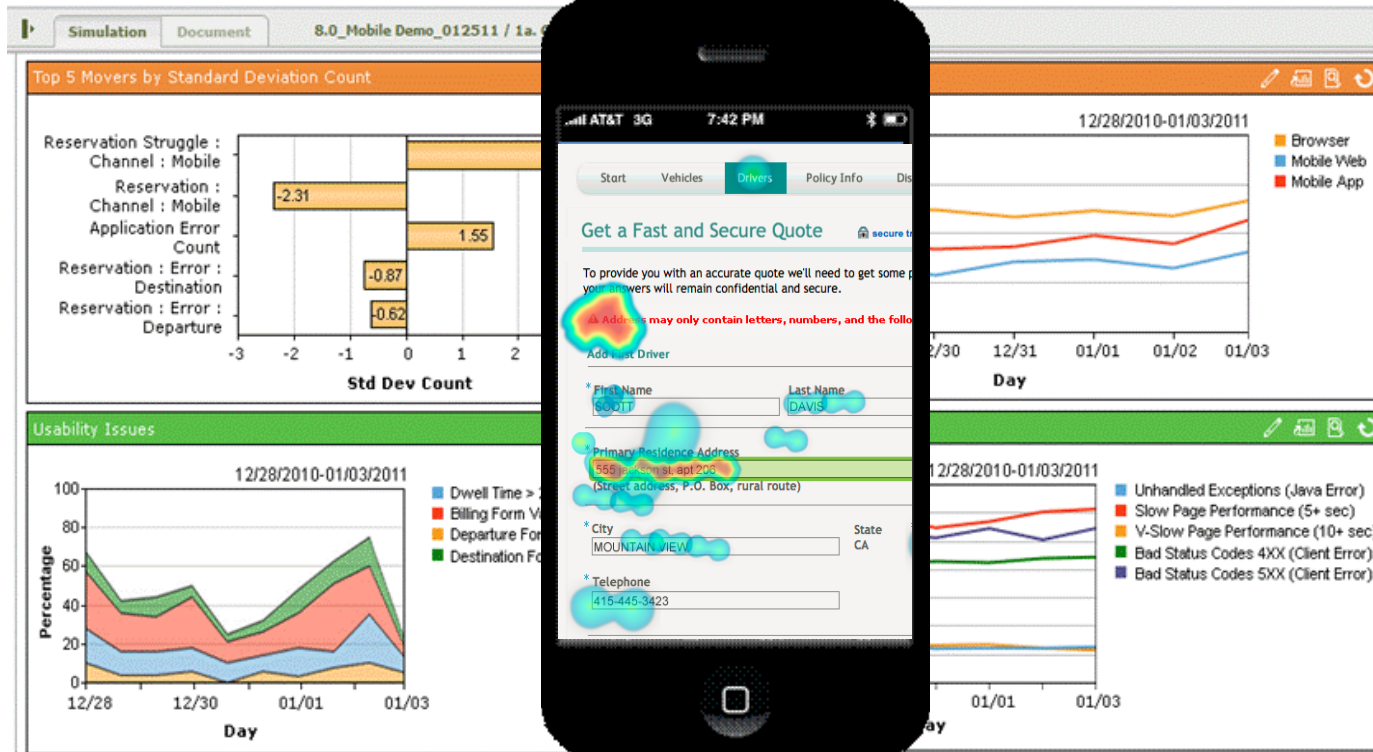 Simulation
Document
8.0_Mobile Demo_012511 / 1a.
Top 5 Movers by Standard Deviation Count
Reservation Struggle :
Channel : Mobile
Reservation :
Channel : Mobile
Application Error
Count
Reservation : Error :
Destination
Reservation : Error :
Departure
-2.31
1.55
-0.87
-0.62
-3 -2 -1 0 1 2
Std Dev Count
Usability Issues
12/28/2010-01/03/2011
100
80
60
40
20
0
Percentage
12/28 12/30 01/01 01/03
Day
Dwell Time >
Billing Form
Departure
Destination
AT&T 3G 7:42 PM
Start Vehicles Drivers Policy Info
Get a Fast and Secure Quote
secure
To provide you with an accurate quote we'll need to get some
your answers will remain confidential and secure.
Address may only contain letters, numbers, and the
Add First Driver
* First Name
SCOTT
Last Name
DAVIS
* Primary Residence Address
555 jackson st, apt 208
(Street address, P.O. Box, rural route)
* City
MOUNTAIN VIEW
State
CA
* Telephone
415-445-3423
12/28/2010-01/03/2011
Browser
Mobile Web
Mobile App
12/31 01/01 01/02 01/03
Day
12/28/2010-01/03/2011
Unhandled Exceptions (Java Error)
Slow Page Performance (5+ sec)
V-Slow Page Performance (10+ sec
Bad Status Codes 4XX (Client Error)
Bad Status Codes 5XX (Client Error)
01/01 01/03